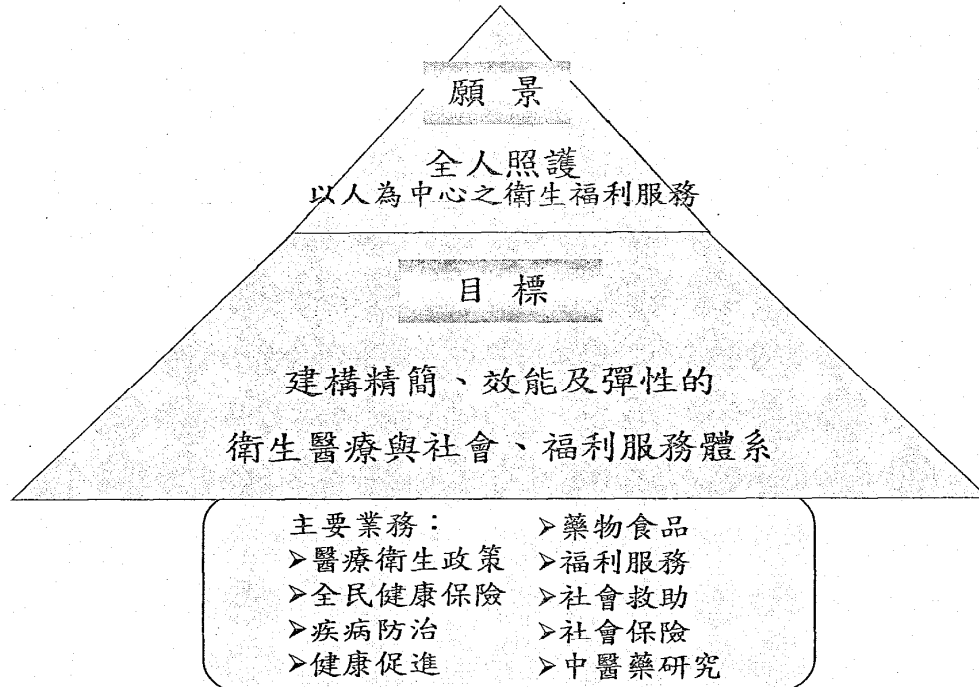 願 景
全人照護
以人為中心之衛生福利服務
目 標
建構精簡、效能及彈性的
衛生醫療與社會、福利服務體系
主要業務：
➢醫療衛生政策
➢全民健康保險
➢疾病防治
➢健康促進
➢藥物食品
➢福利服務
➢社會救助
➢社會保險
➢中醫藥研究